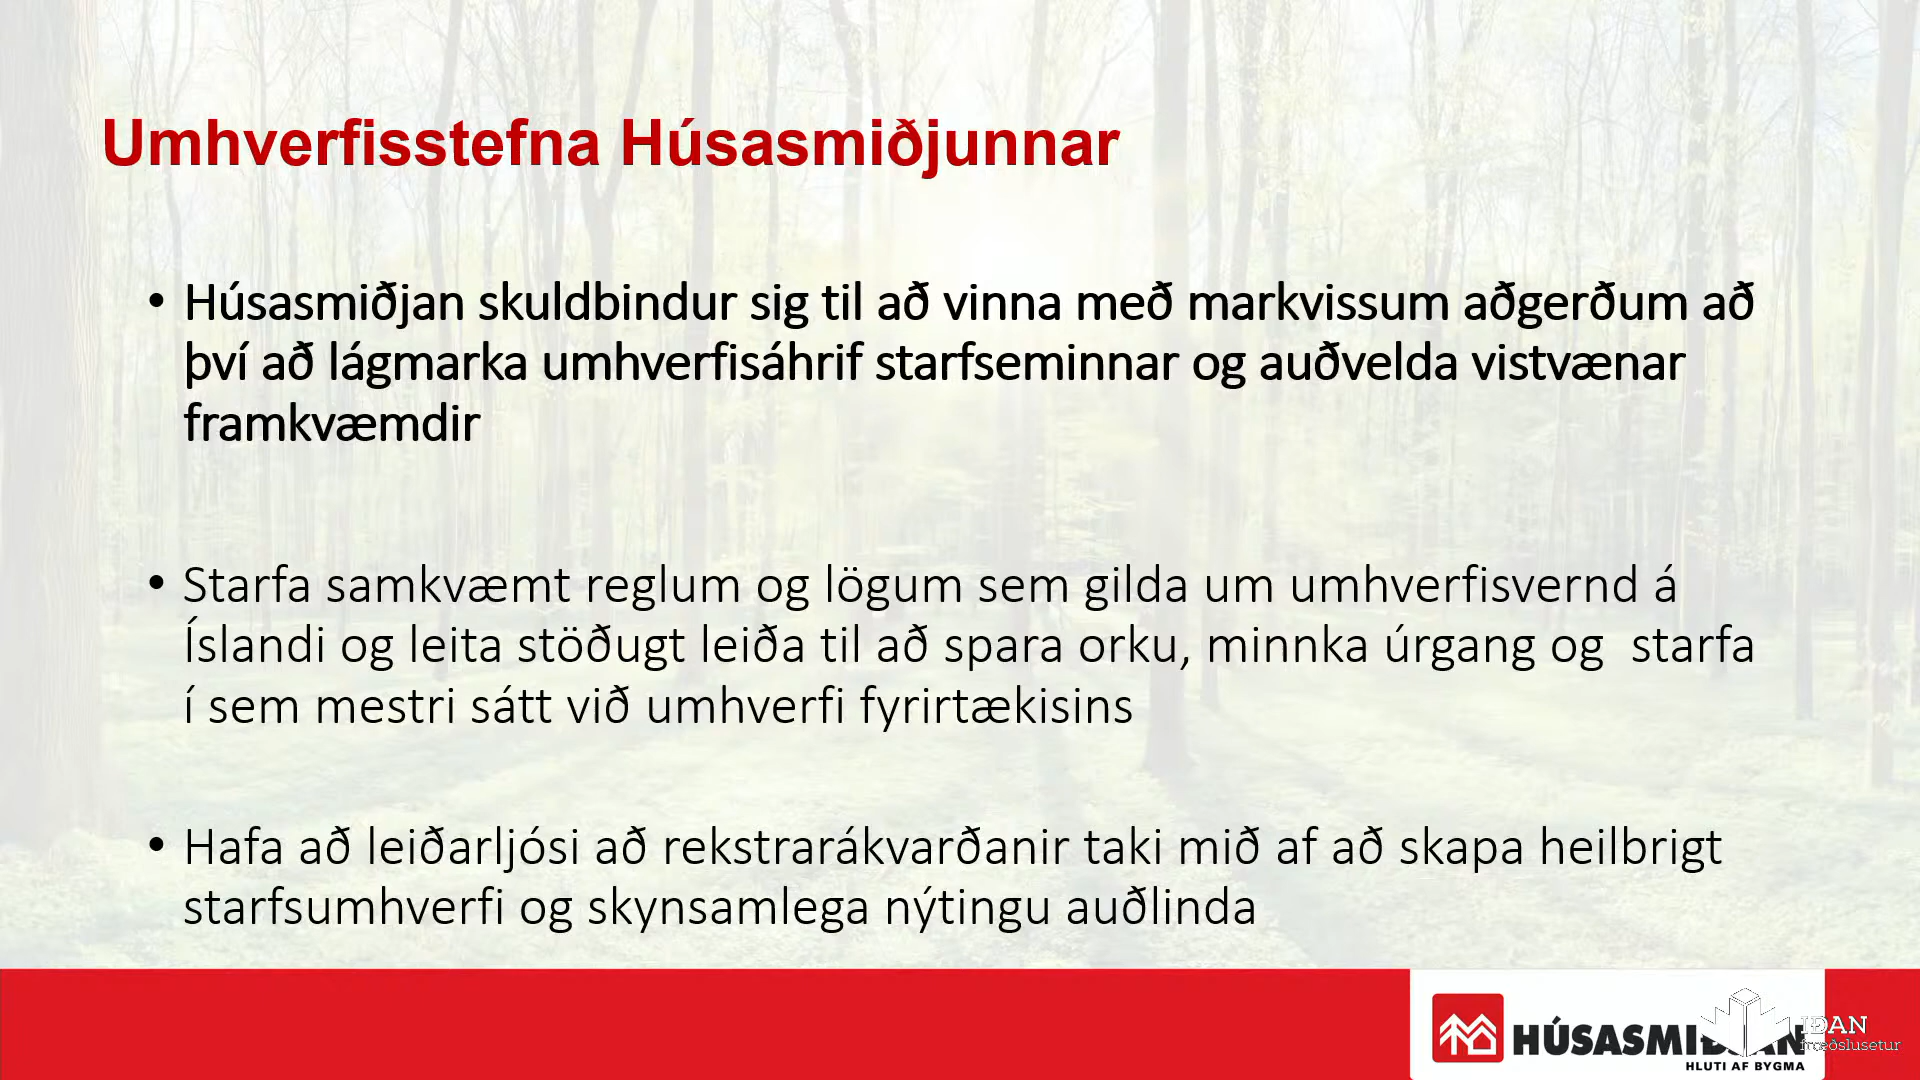 Umhverfisstefna Húsasmiðjunnar
• Húsasmiðjan skuldbindur sig til að vinna með markvissum aðgerðum að
því að lágmarka umhverfisáhrif starfseminnar og auðvelda vistvænar
framkvæmdir
• Starfa samkvæmt reglum og lögum sem gilda um umhverfisvernd á
Íslandi og leita stöðugt leiða til að spara orku, minnka úrgang og  starfa
í sem mestri sátt við umhverfi fyrirtækisins
• Hafa að leiðarljósi að rekstrarákvarðanir taki mið af að skapa heilbrigt
starfsumhverfi og skynsamlega nýtingu auðlinda
HÚSASMIÐJAN
HLUTI AF BYGMA
IÐAN
fræðslusetur